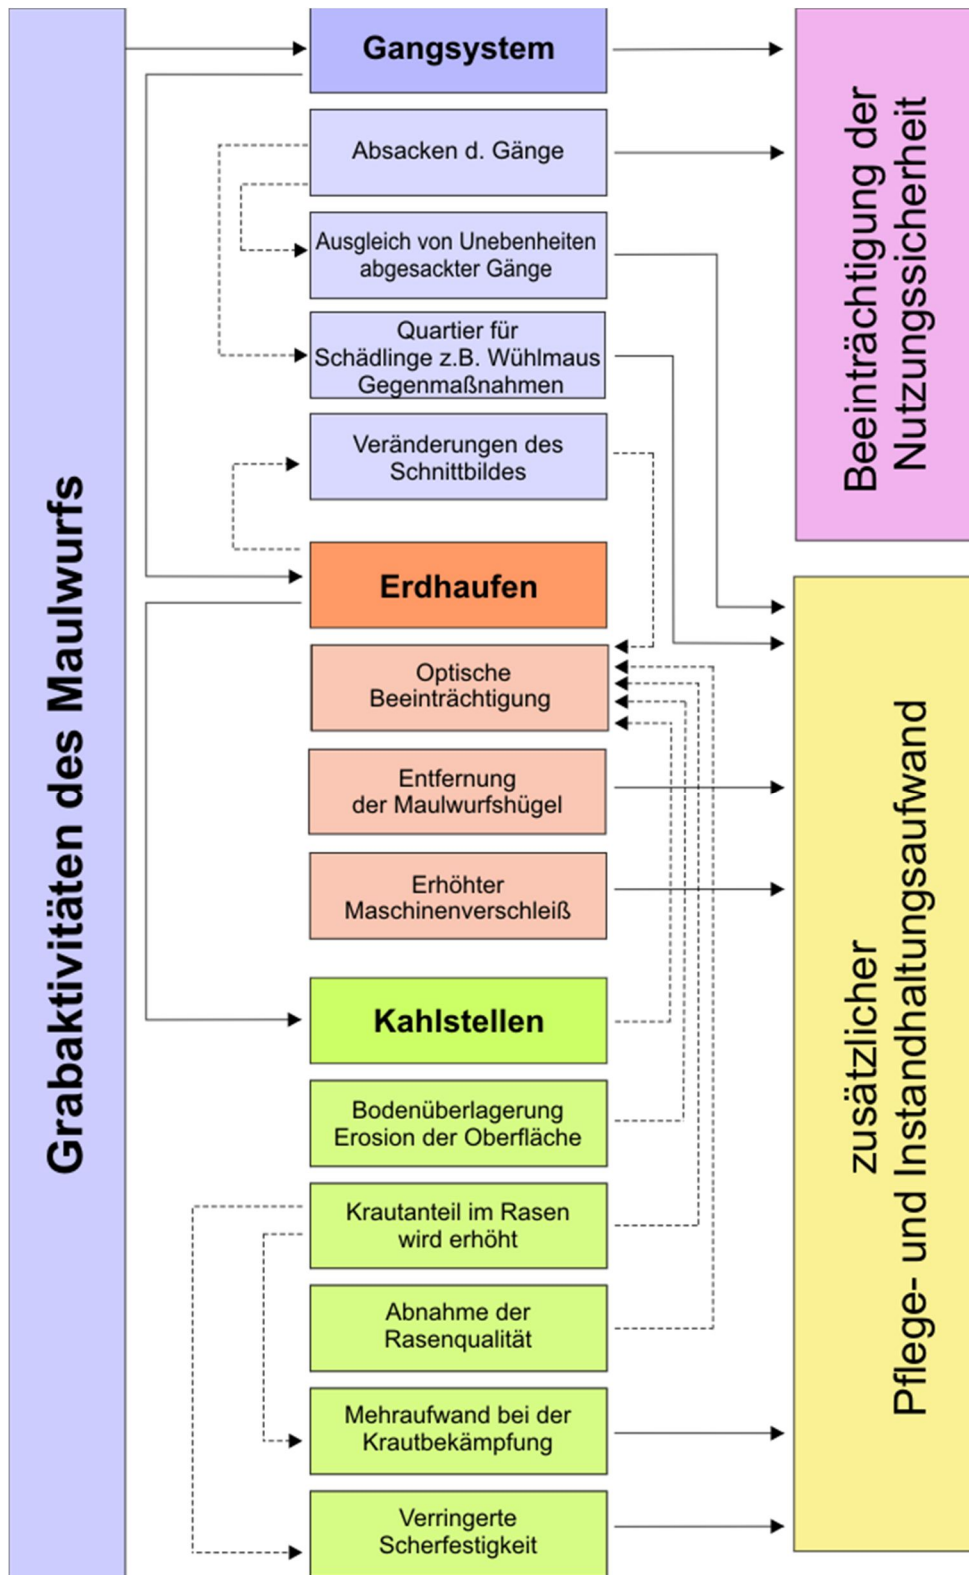 Grabaktivitäten des Maulwurfs
Gangsystem
Absacken d. Gänge
Ausgleich von Unebenheiten
abgesackter Gänge
Quartier für
Schädlinge z.B. Wühlmaus
Gegenmaßnahmen
Veränderungen des
Schnittbildes
Erdhaufen
Optische
Beeinträchtigung
Entfernung
der Maulwurfshügel
Erhöhter
Maschinenverschleiß
Kahlstellen
Bodenüberlagerung
Erosion der Oberfläche
Krautanteil im Rasen
wird erhöht
Abnahme der
Rasenqualität
Mehraufwand bei der
Krautbekämpfung
Verringerte
Scherfestigkeit
Beeinträchtigung der
Nutzungssicherheit
zusätzlicher
Pflege- und Instandhaltungsaufwand